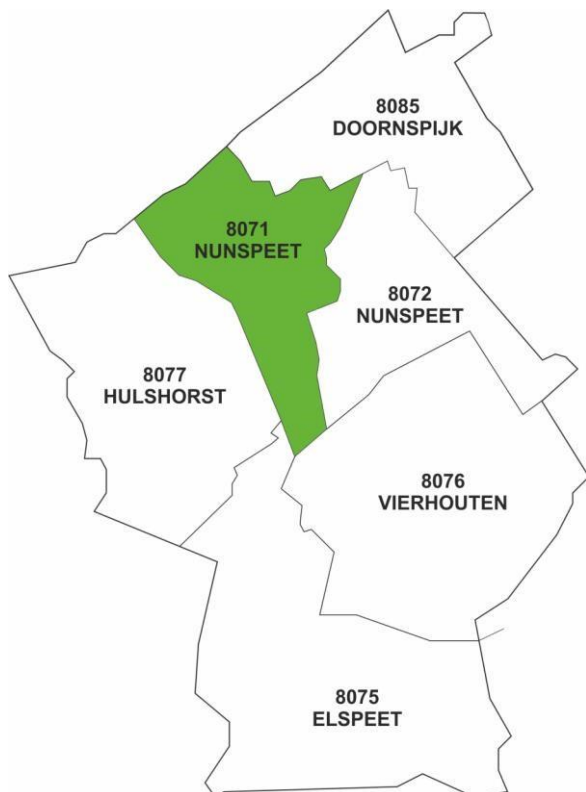 8085
DOORNSPIJK
8071
NUNSPEET
8072
NUNSPEET
8077
HULSHORST
8076
VIERHOUTEN
8075
ELSPEET